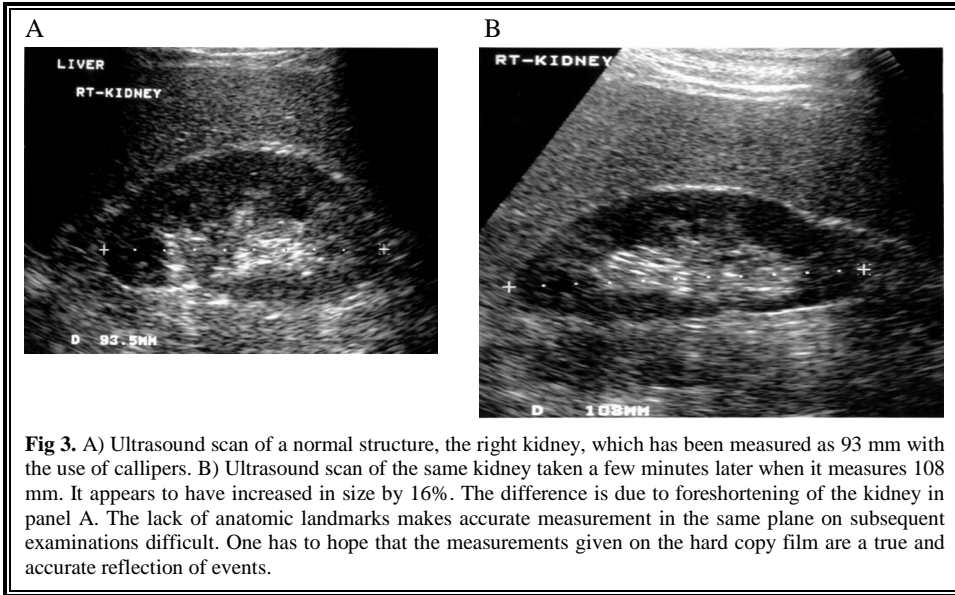 A
B
LIVER
RT-KIDNEY
D 93.5MM
RT-KIDNEY
D 108MM
Fig 3. A) Ultrasound scan of a normal structure, the right kidney, which has been measured as 93 mm with
the use of callipers. B) Ultrasound scan of the same kidney taken a few minutes later when it measures 108
mm. It appears to have increased in size by 16%. The difference is due to foreshortening of the kidney in
panel A. The lack of anatomic landmarks makes accurate measurement in the same plane on subsequent
examinations difficult. One has to hope that the measurements given on the hard copy film are a true and
accurate reflection of events.